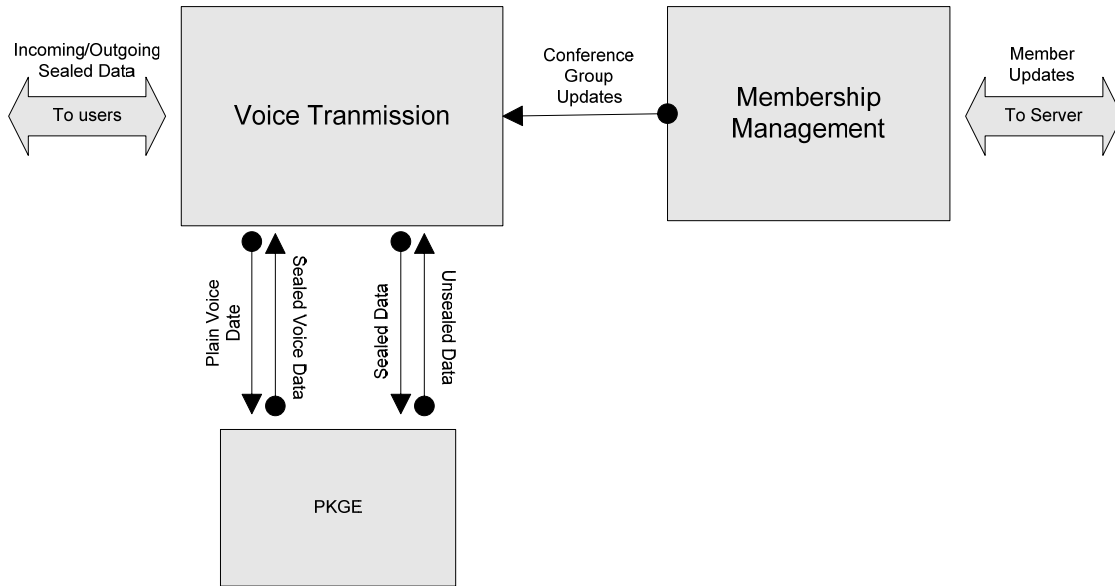 Incoming/Outgoing
Sealed Data
To users
Voice Tranmission
Conference
Group
Updates
Membership
Management
Member
Updates
To Server
Plain Voice
Date
Sealed Voice Data
Sealed Data
Unsealed Data
PKGE